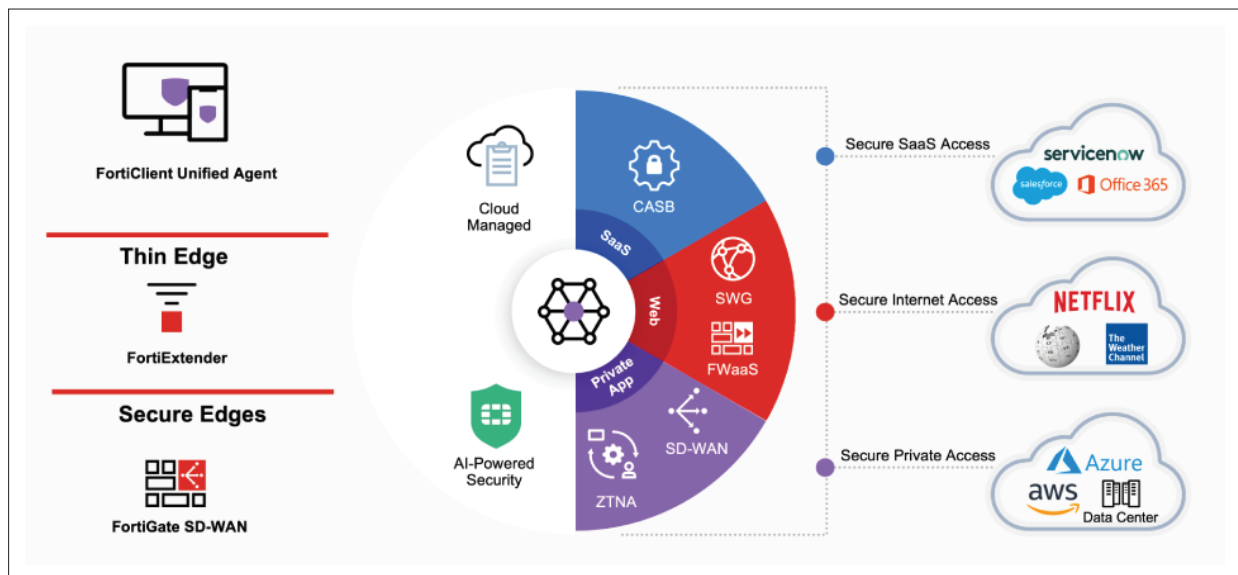 FortiClient Unified Agent
Thin Edge
FortiExtender
Secure Edges
FortiGate SD-WAN
Cloud
Managed
AI-Powered
Security
CASB
SaaS
SWG
Web
FWaaS
Private
App
SD-WAN
ZTNA
Secure SaaS Access
servicenow
salesforce
Office 365
Secure Internet Access
NETFLIX
The
Weather
Channel
Secure Private Access
Azure
aws
Data Center